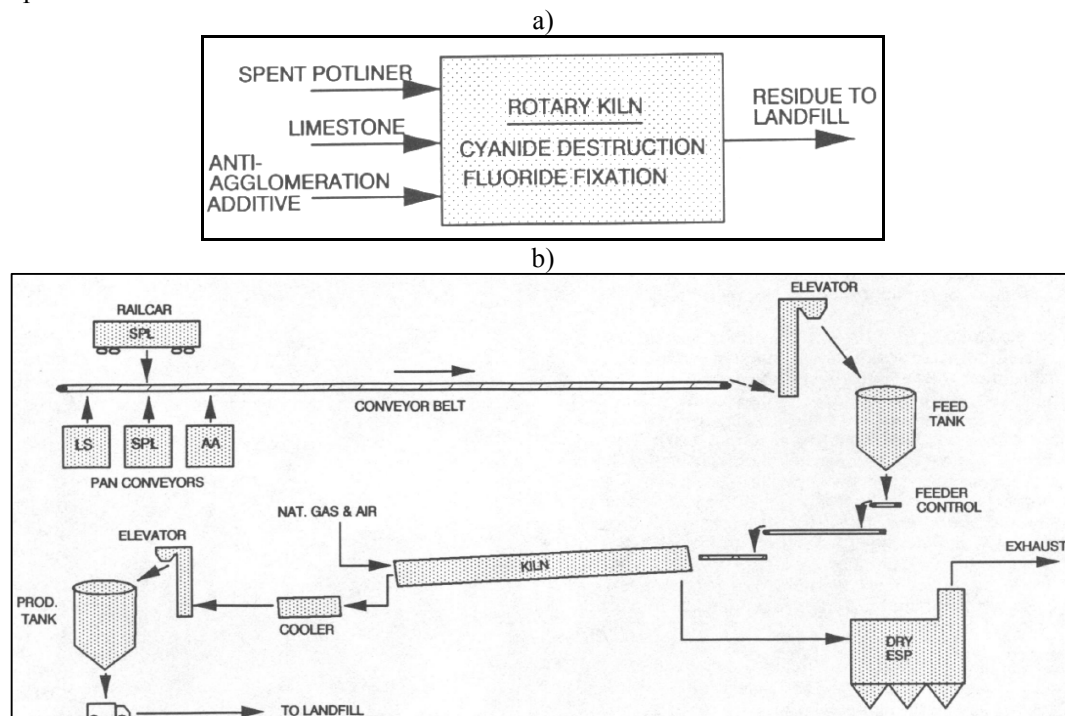 a)
SPENT POTLINER
LIMESTONE
ANTI-
AGGLOMERATION
ADDITIVE
ROTARY KILN
CYANIDE DESTRUCTION
FLUORIDE FIXATION
RESIDUE TO
LANDFILL
b)
RAILCAR
SPL
CONVEYOR BELT
LS
SPL
AA
PAN CONVEYORS
ELEVATOR
FEED
TANK
FEEDER
CONTROL
NAT. GAS & AIR
KILN
ELEVATOR
PROD.
TANK
COOLER
EXHAUST
DRY
ESP
TO LANDFILL